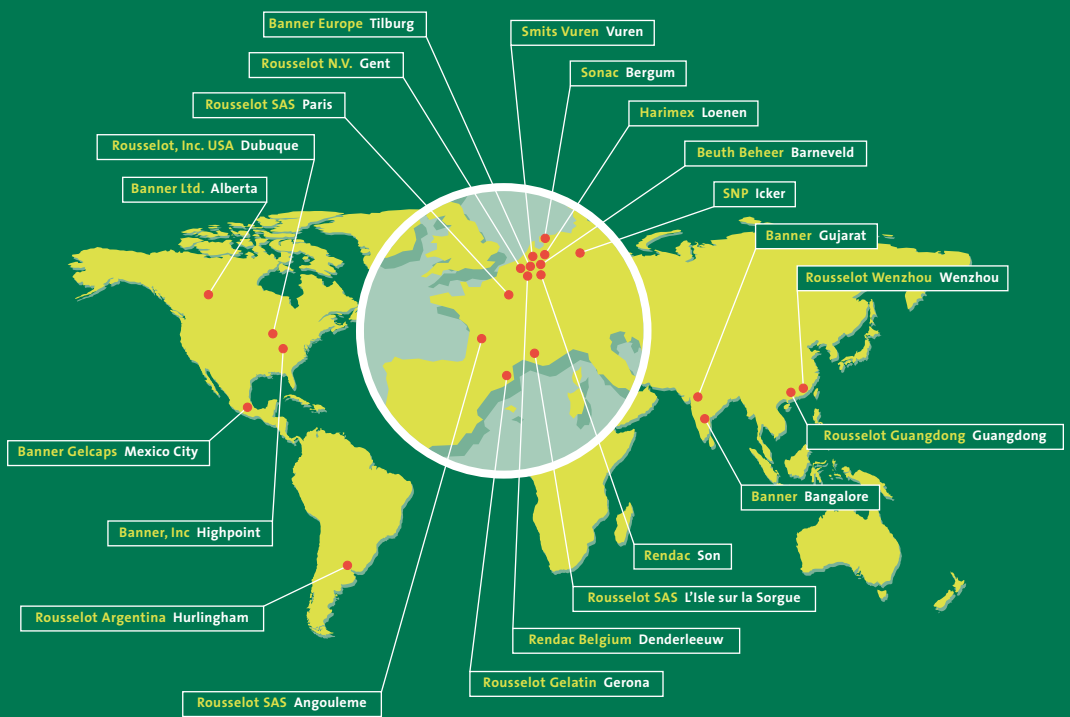 Banner Europe Tilburg
Smits Vuren Vuren
Rousselot N.V. Gent
Sonac Bergum
Rousselot SAS Paris
Harimex Loenen
Rousselot, Inc. USA Dubuque
Beuth Beheer Barneveld
Banner Ltd. Alberta
SNP Icker
Banner Gujarat
Rousselot Wenzhou Wenzhou
Rousselot Guangdong Guangdong
Banner Gelcaps Mexico City
Banner Bangalore
Banner, Inc Highpoint
Rendac Son
Rousselot SAS L'Isle sur la Sorgue
Rousselot Argentina Hurlingham
Rendac Belgium Denderleeuw
Rousselot Gelatin Gerona
Rousselot SAS Angouleme